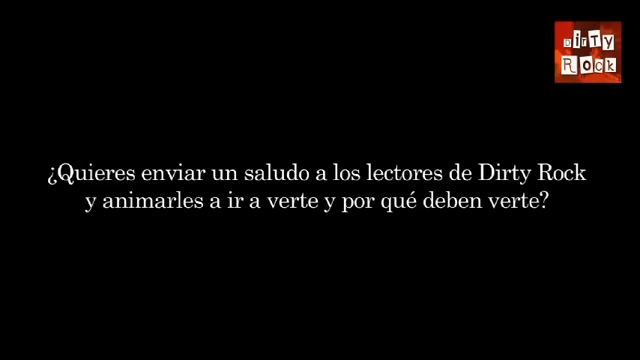 DiRTY
ROCK
¿Quieres enviar un saludo a los lectores de Dirty Rock
y animarles a ir a verte y por qué deben verte?